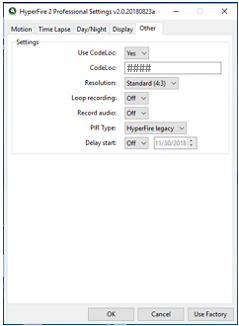 HyperFire 2 Professional Settings v2.0.20180823a
Motion Time Lapse Day/Night Display Other
Settings
Use CodeLoc: Yes
CodeLoc: ####
Resolution: Standard (4:3)
Loop recording: Off
Record audio: Off
PIR Type: HyperFire legacy
Delay start: Off 11/30/2018
OK Cancel Use Factory